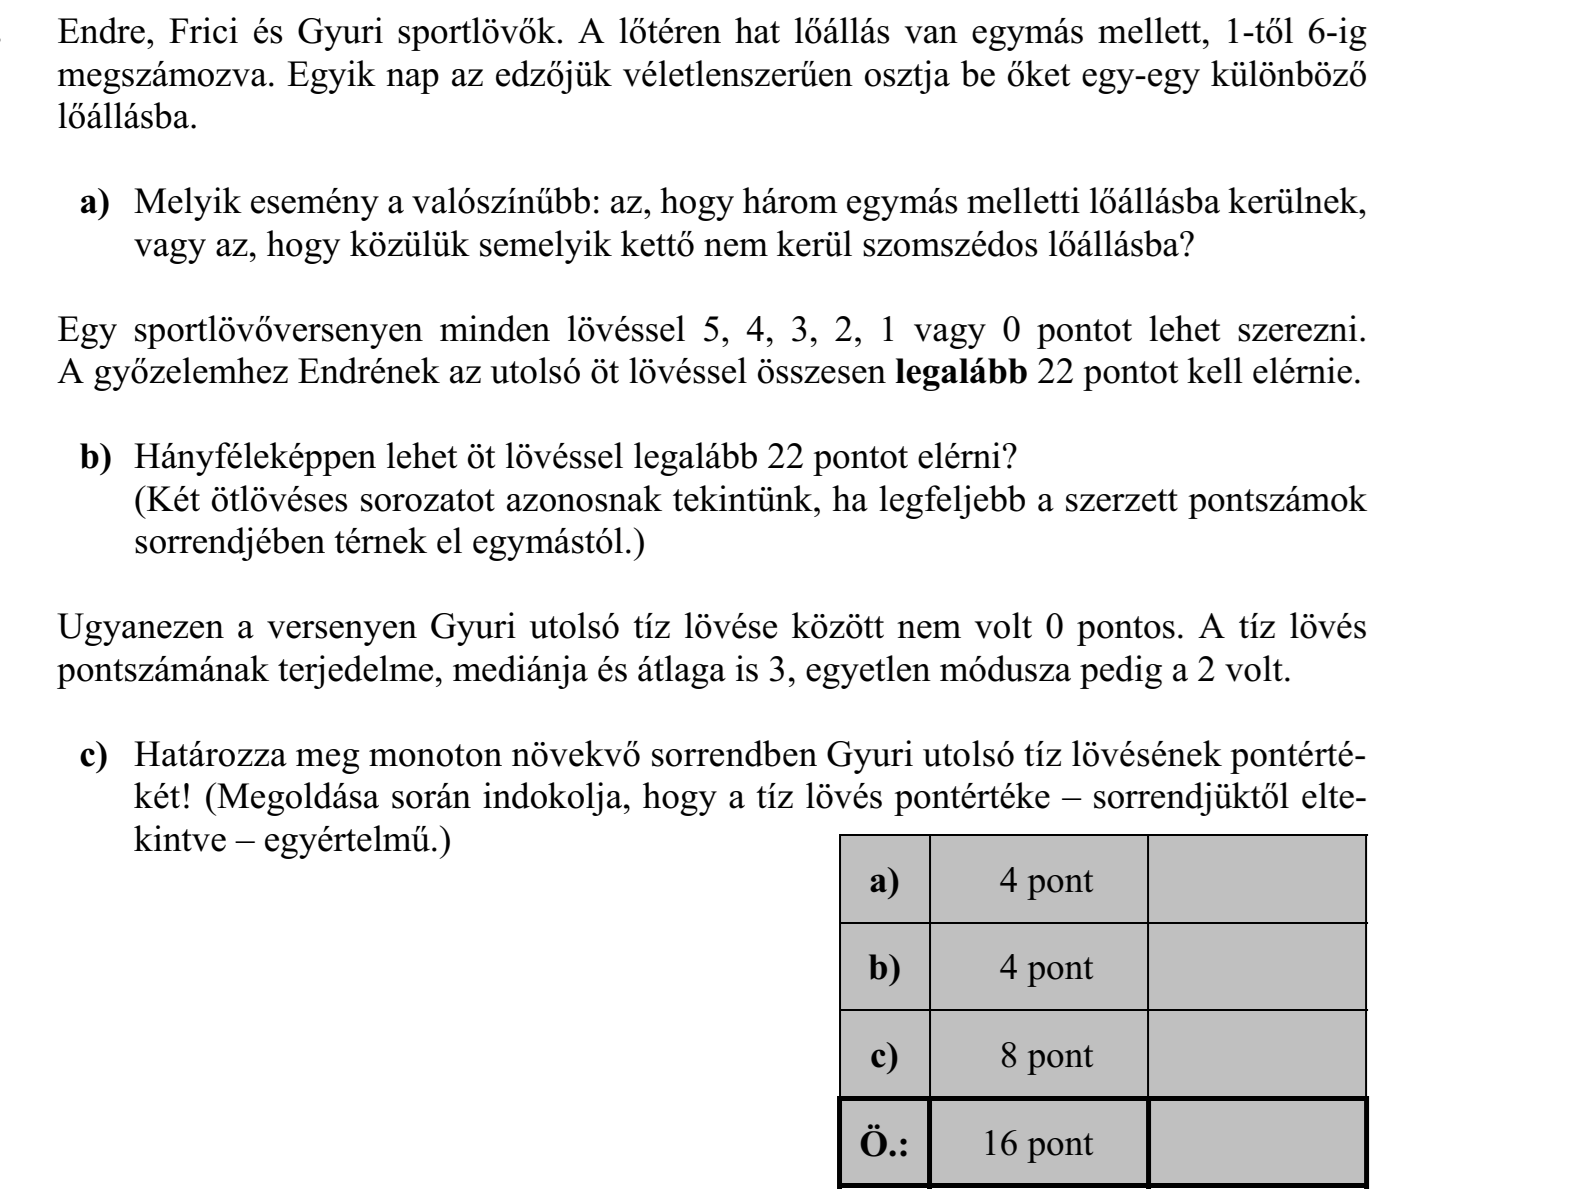 Endre, Frici és Gyuri sportlövők. A lőtéren hat lőállás van egymás mellett, 1-től 6-ig
megszámozva. Egyik nap az edzőjük véletlenszerűen osztja be őket egy-egy különböző
lőállásba.
a) Melyik esemény a valószínűbb: az, hogy három egymás melletti lőállásba kerülnek,
vagy az, hogy közülük semelyik kettő nem kerül szomszédos lőállásba?
Egy sportlövőversenyen minden lövéssel 5, 4, 3, 2, 1 vagy 0 pontot lehet szerezni.
A győzelemhez Endrének az utolsó öt lövéssel összesen legalább 22 pontot kell elérnie.
b) Hányféleképpen lehet öt lövéssel legalább 22 pontot elérni?
(Két ötlövéses sorozatot azonosnak tekintünk, ha legfeljebb a szerzett pontszámok
sorrendjében térnek el egymástól.)
Ugyanezen a versenyen Gyuri utolsó tíz lövése között nem volt 0 pontos. A tíz lövés
pontszámának terjedelme, mediánja és átlaga is 3, egyetlen módusza pedig a 2 volt.
c) Határozza meg monoton növekvő sorrendben Gyuri utolsó tíz lövésének pontérté-
két! (Megoldása során indokolja, hogy a tíz lövés pontértéke – sorrendjüktől elte-
kintve – egyértelmű.)
a) 4 pont
b) 4 pont
c) 8 pont
Ö.: 16 pont